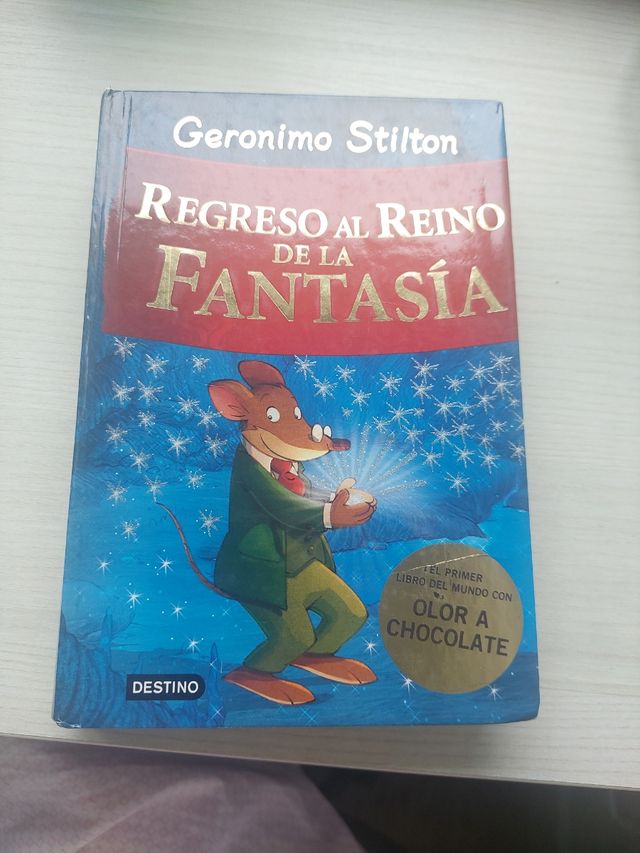 Geronimo Stilton
REGRESO AL REINO
DE LA
FANTASÍA
¡EL PRIMER
LIBRO DEL MUNDO CON
OLOR A
CHOCOLATE
DESTINO